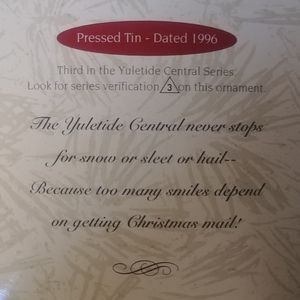 Pressed Tin - Dated 1996
Third in the Yuletide Central Series.
Look for series verification 3 on this ornament.
The Yuletide Central never stops
for snow or sleet or hail--
Because too many smiles depend
on getting Christmas mail!